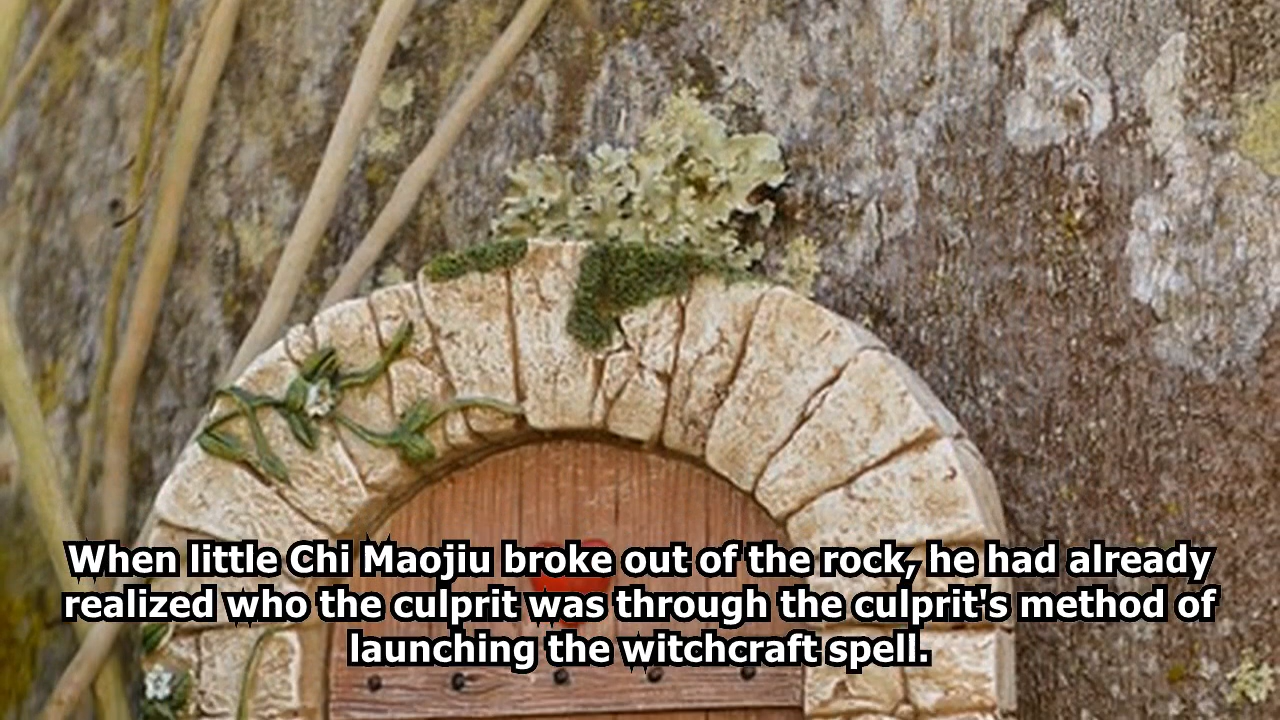 When little Chi Maojiu broke out of the rock, he had already
realized who the culprit was through the culprit's method of
launching the witchcraft spell.